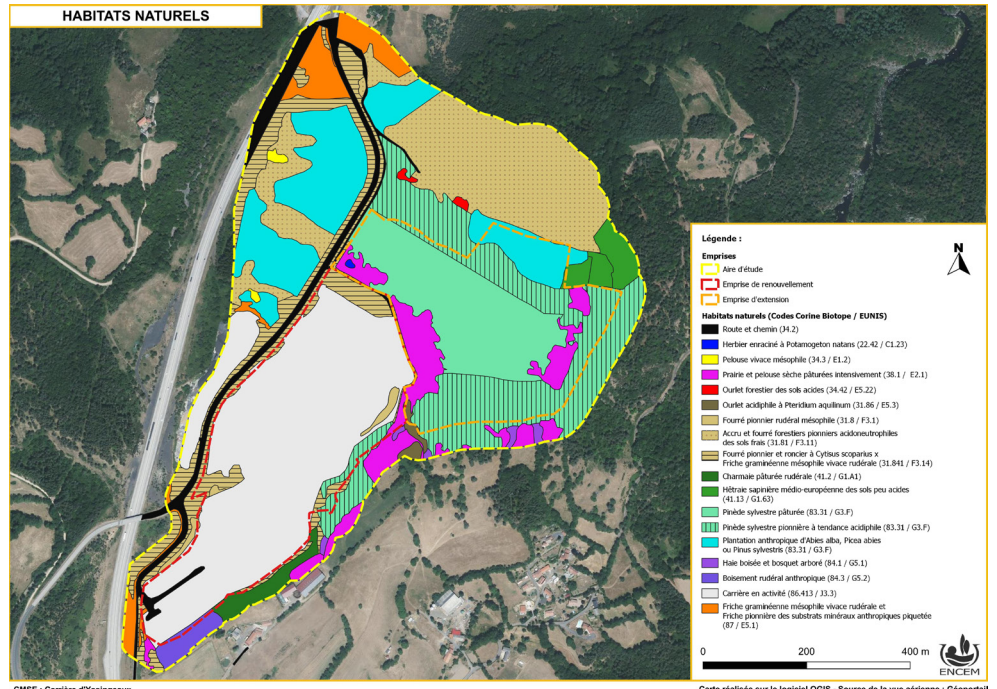 HABITATS NATURELS
Légende :
N
Emprises
Aire d'étude
Emprise de renouvellement
Emprise d'extension
Habitats naturels (Codes Corine Biotope / EUNIS)
Route et chemin (J4.2)
Herbier enraciné à Potamogeton natans (22.42 / C1.23)
Pelouse vivace mésophile (34.3 / E1.2)
Prairie et pelouse sèche pâturées intensivement (38.1 / E2.1)
Ourlet forestier des sols acides (34.42 / E5.22)
Ourlet acidiphile à Pteridium aquilinum (31.86 / E5.3)
Fourré pionnier rudéral mésophile (31.8 / F3.1)
Accru et fourré forestiers pionniers acidoneutrophiles
des sols frais (31.81 / F3.11)
Fourré pionnier et roncier à Cytisus scoparius x
Friche graminéenne mésophile vivace rudérale (31.841 / F3.14)
Charmaie pâturée rudérale (41.2 / G1.A1)
Hêtraie sapinière médio-européenne des sols peu acides
(41.13 / G1.63)
Pinède sylvestre pâturée (83.31 / G3.F)
Pinède sylvestre pionnière à tendance acidiphile (83.31 / G3.F)
Plantation anthropique d'Abies alba, Picea abies
ou Pinus sylvestris (83.31 / G3.F)
Haie boisée et bosquet arboré (84.1 / G5.1)
Boisement rudéral anthropique (84.3 / G5.2)
Carrière en activité (86.413 / J3.3)
Friche graminéenne mésophile vivace rudérale et
Friche pionnière des substrats minéraux anthropiques piquetée
(87 / E5.1)
0 200 400 m
ENCEM